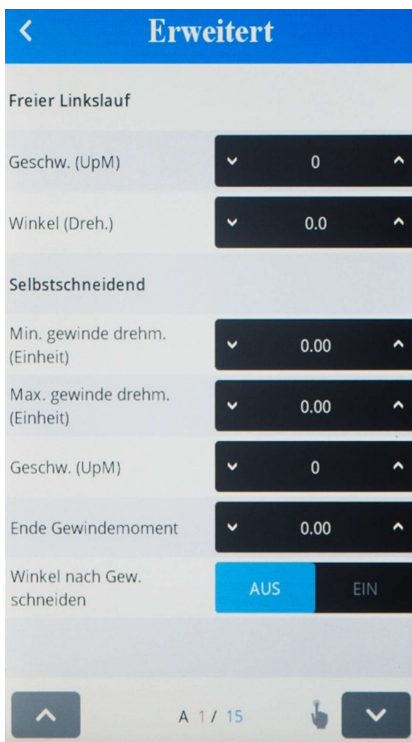 Erweitert
Freier Linkslauf
Geschw. (UpM)
0
Winkel (Dreh.)
0.0
Selbstschneidend
Min. gewinde drehm.
(Einheit)
0.00
Max. gewinde drehm.
(Einheit)
0.00
Geschw. (UpM)
0
Ende Gewindemoment
0.00
Winkel nach Gew.
schneiden
AUS
EIN
A 1 / 15